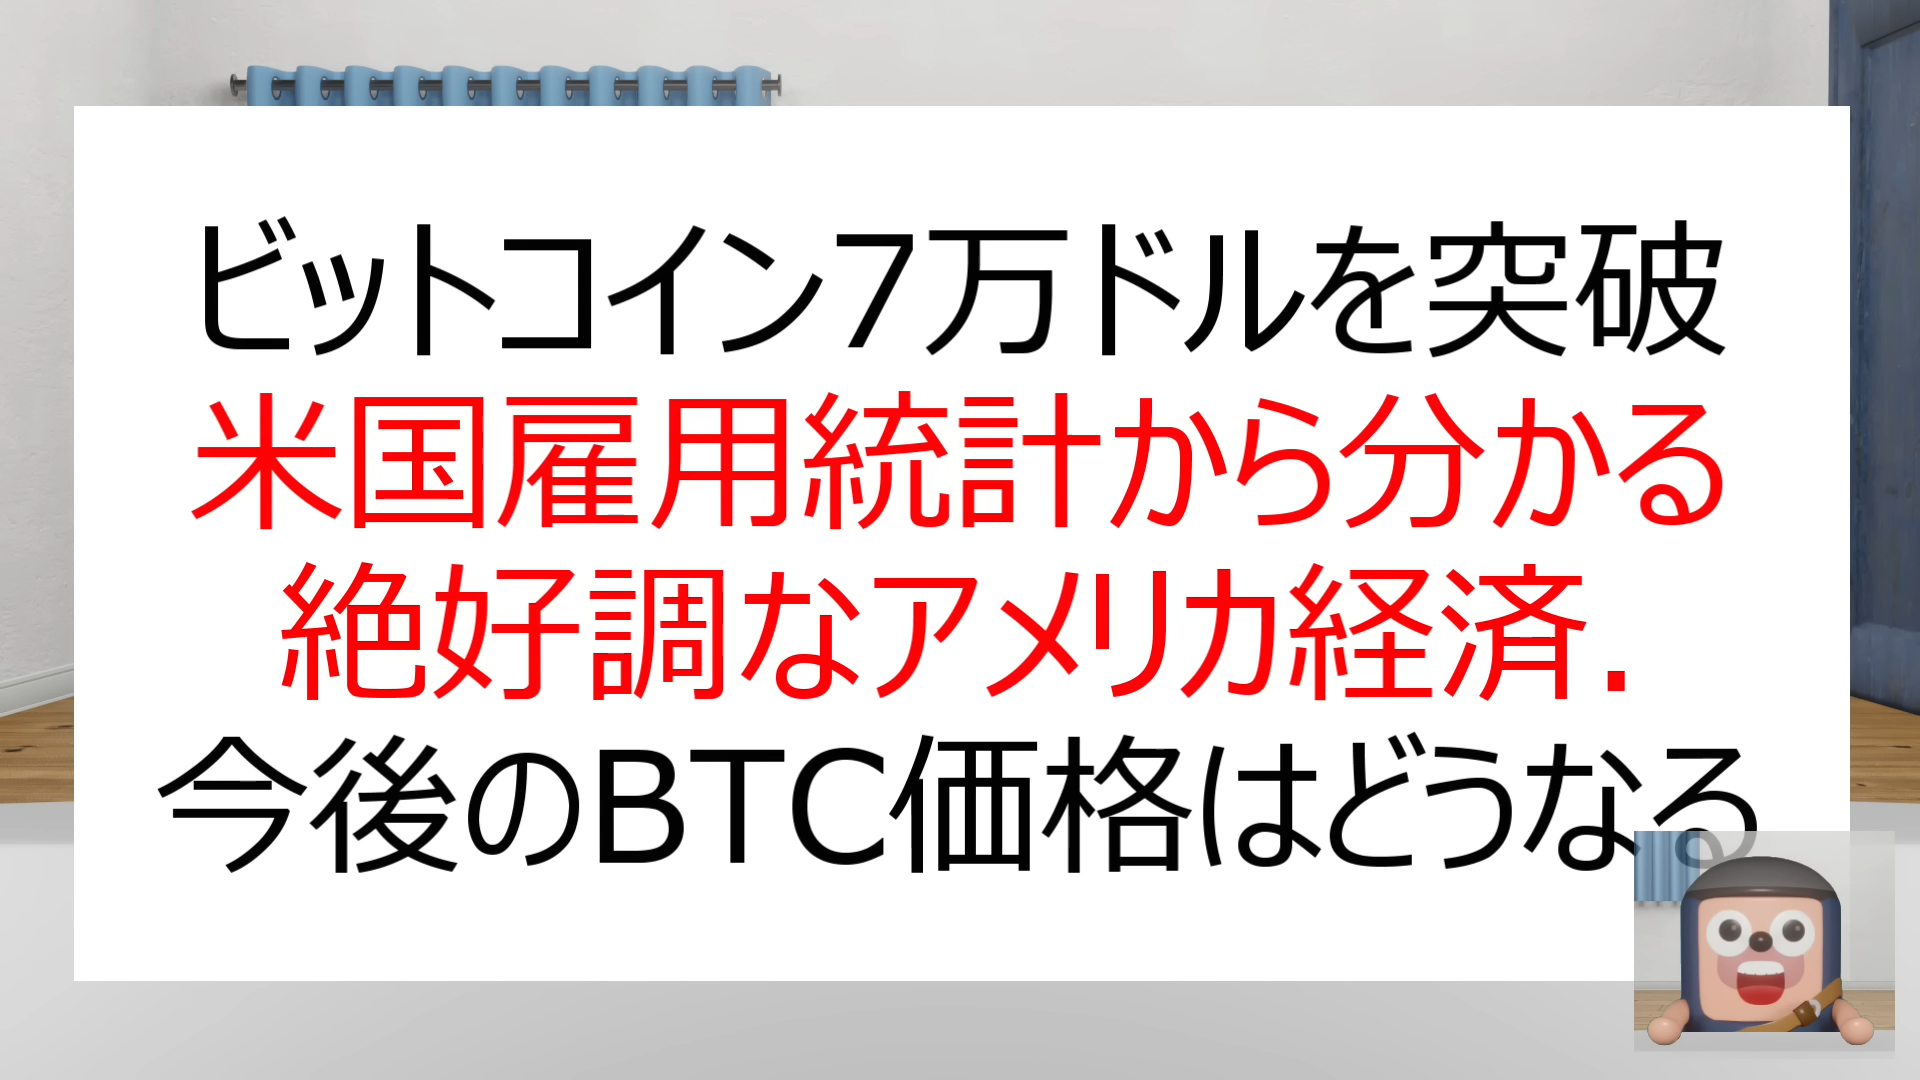 ビットコイン7万ドルを突破
米国雇用統計から分かる
絶好調なアメリカ経済.
今後のBTC価格はどうなる